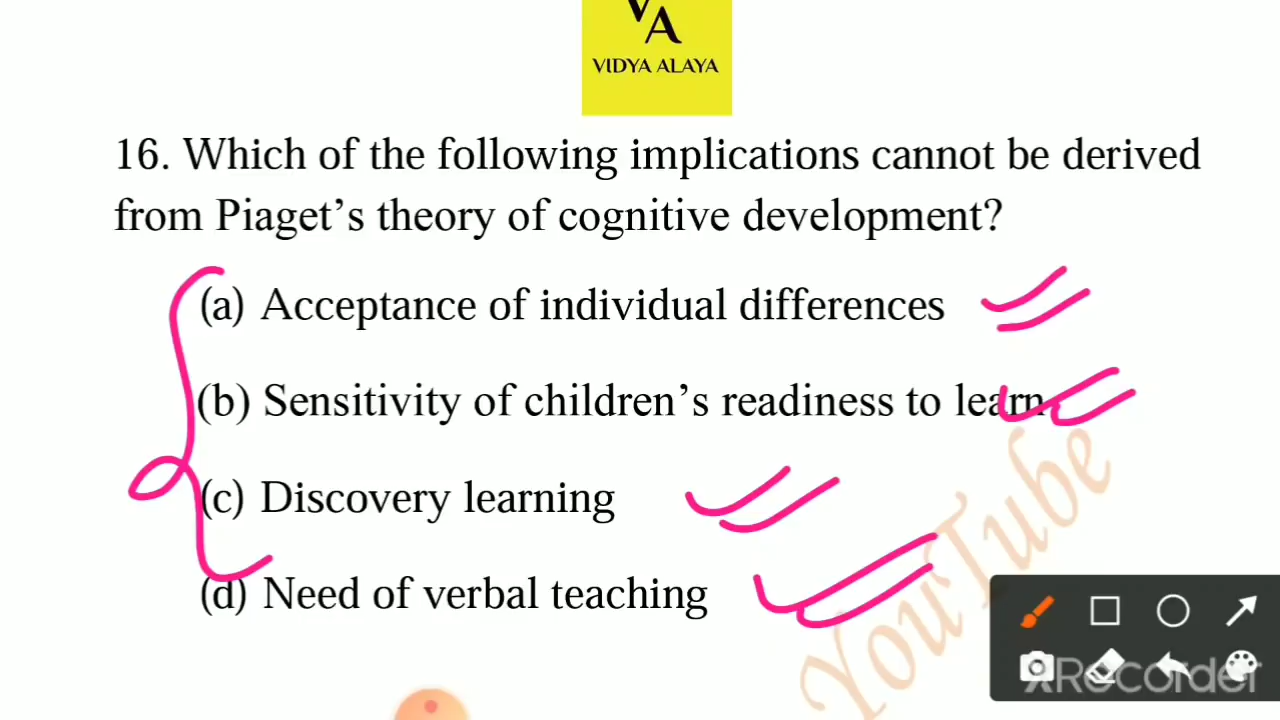 VA
VIDYA ALAYA
16. Which of the following implications cannot be derived
from Piaget's theory of cognitive development?
(a) Acceptance of individual differences
(b) Sensitivity of children's readiness to learn
(c) Discovery learning
(d) Need of verbal teaching
YouTube
XRecorder